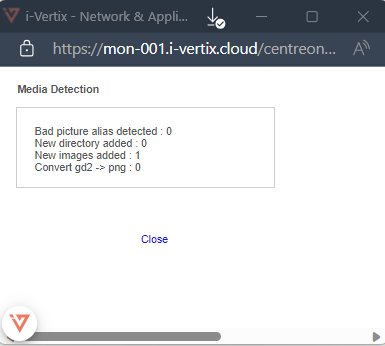 i-Vertix - Network & Appli...
https://mon-001.i-vertix.cloud/centreon...
Media Detection
Bad picture alias detected : 0
New directory added : 0
New images added : 1
Convert gd2 -> png : 0
Close